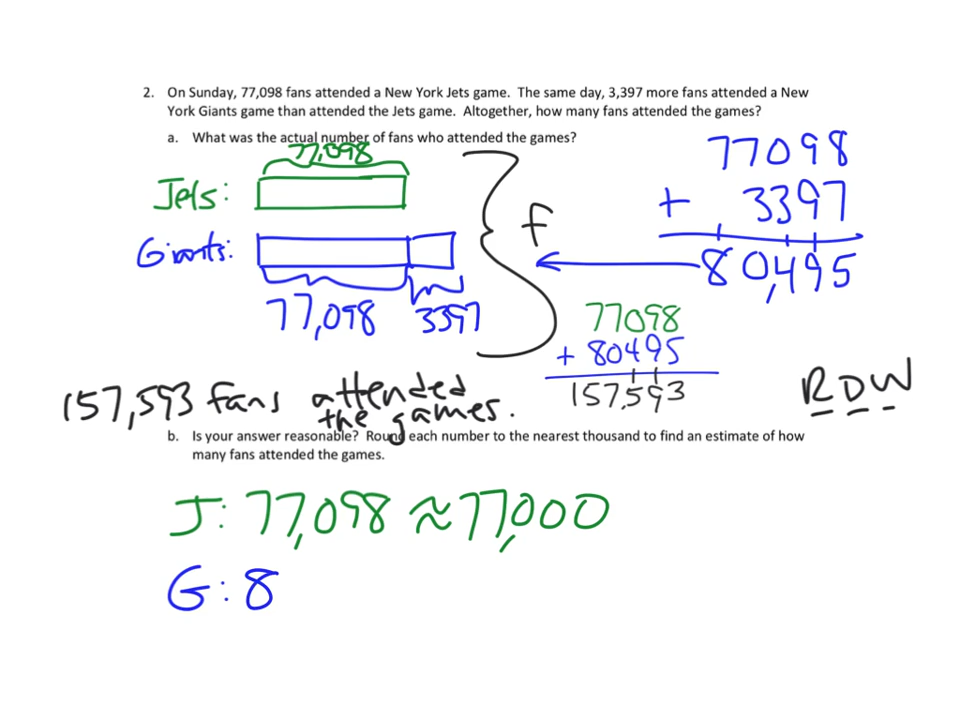 2. On Sunday, 77,098 fans attended a New York Jets game. The same day, 3,397 more fans attended a New
York Giants game than attended the Jets game. Altogether, how many fans attended the games?
a. What was the actual number of fans who attended the games?
77,098
Jets:
Giants:
77,098 3397
f
77098
+ 3397
80,495
77098
+ 80495
157,593
RDW
157,593 fans attended
the games.
b. Is your answer reasonable? Round each number to the nearest thousand to find an estimate of how
many fans attended the games.
J: 77,098 ≈ 77,000
G: 8